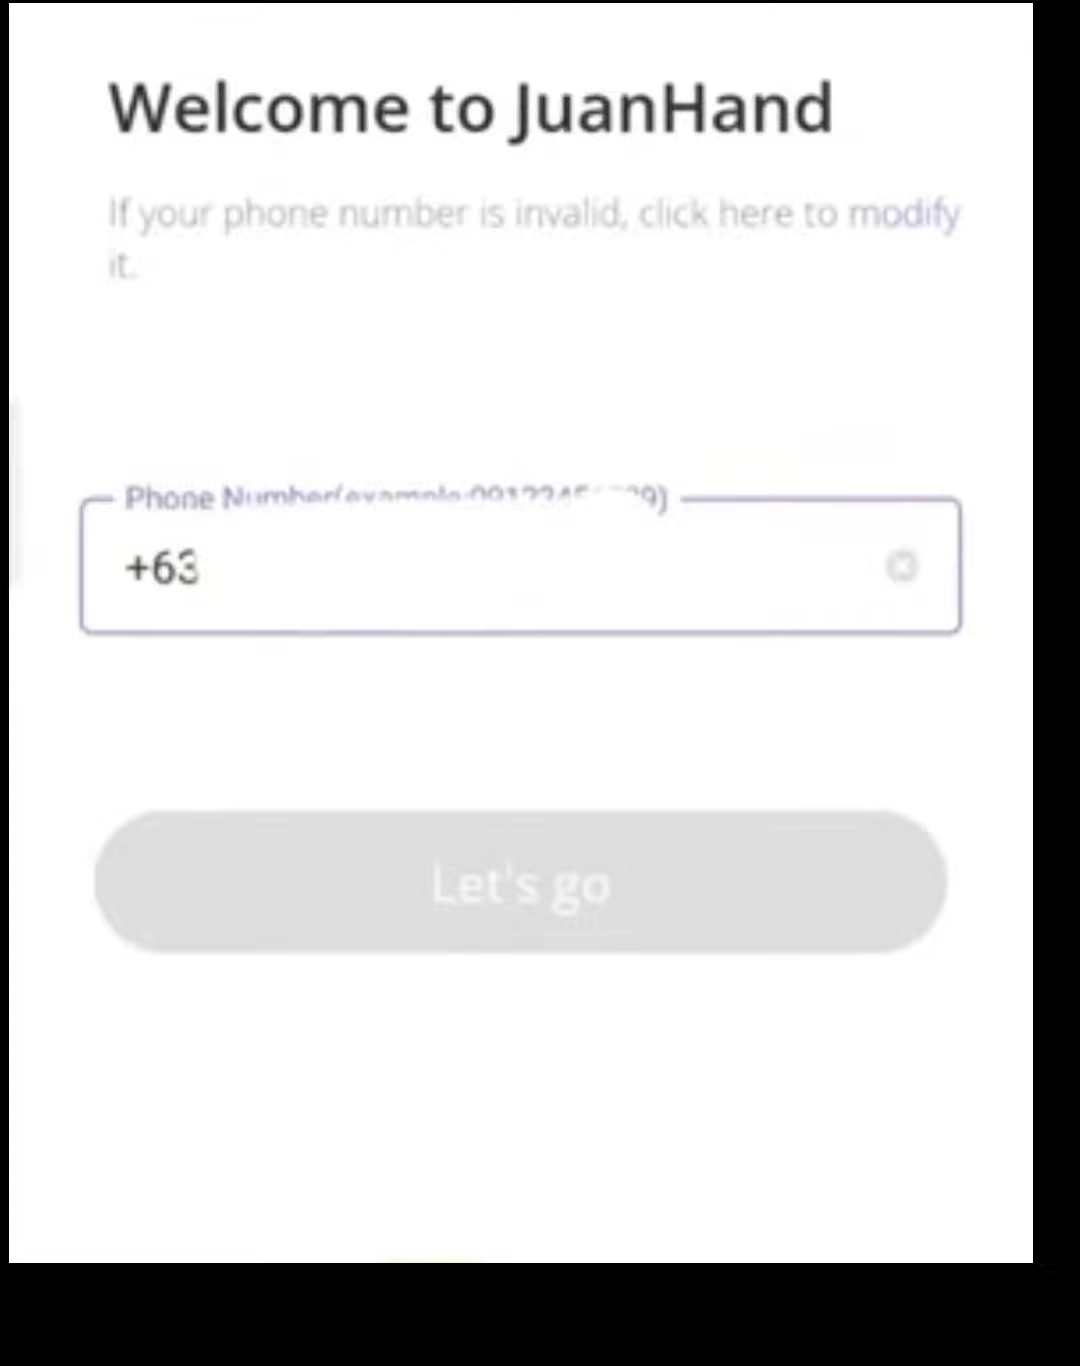 Welcome to JuanHand
If your phone number is invalid, click here to modify
it.
Phone Number(example:
+63
Let's go